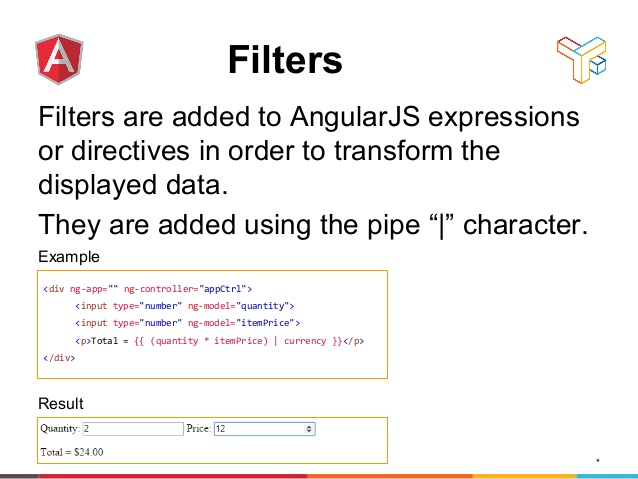 A
Filters
Filters are added to AngularJS expressions
or directives in order to transform the
displayed data.
They are added using the pipe “|” character.
Example
<div ng-app="" ng-controller="appCtrl">
<input type="number" ng-model="quantity">
<input type="number" ng-model="itemPrice">
<p>Total = {{ (quantity * itemPrice) | currency }}</p>
</div>
Result
Quantity: 2 Price: 12
Total = $24.00
*